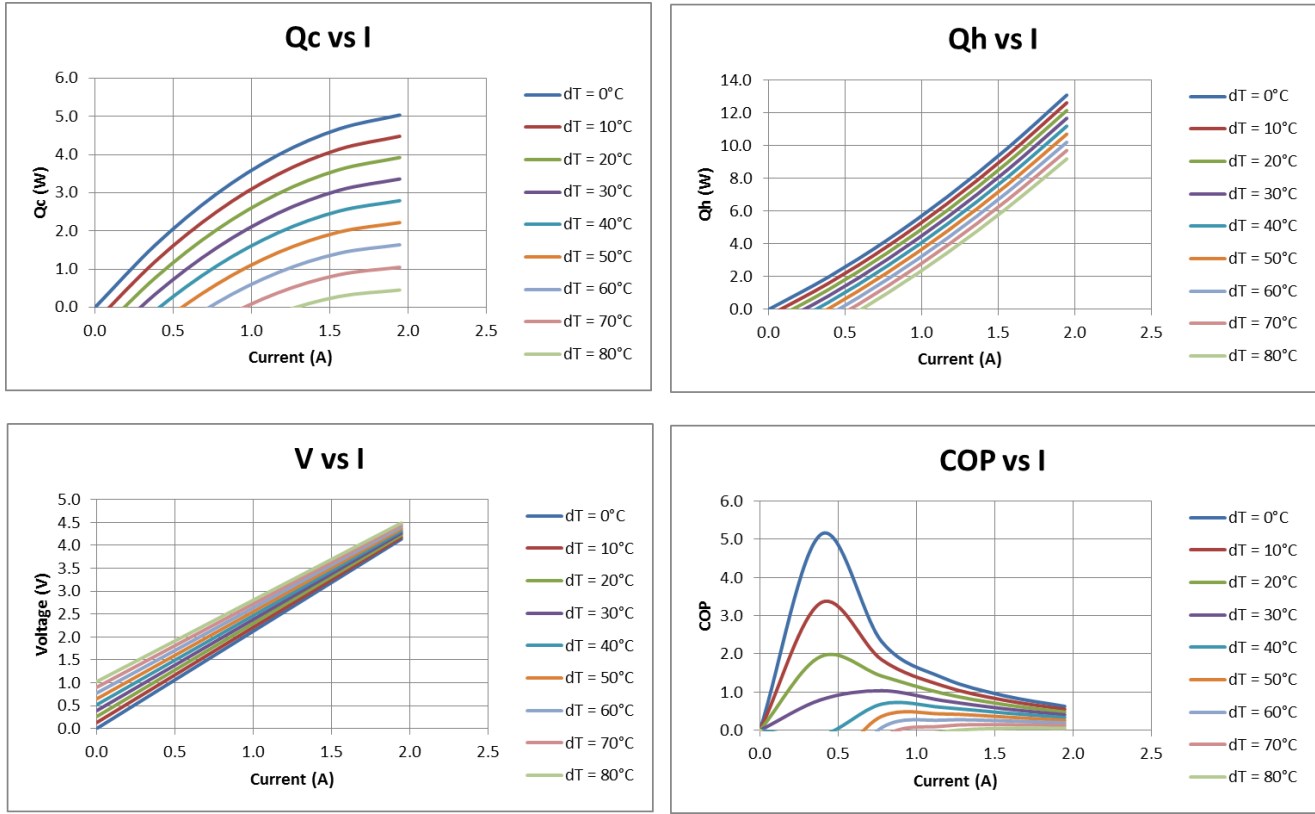 Qc vs I
Qc (W)
6.0
5.0
4.0
3.0
2.0
1.0
0.0
0.0 0.5 1.0 1.5 2.0 2.5
Current (A)
dT = 0°C
dT = 10°C
dT = 20°C
dT = 30°C
dT = 40°C
dT = 50°C
dT = 60°C
dT = 70°C
dT = 80°C
Qh vs I
Qh (W)
14.0
12.0
10.0
8.0
6.0
4.0
2.0
0.0
0.0 0.5 1.0 1.5 2.0 2.5
Current (A)
dT = 0°C
dT = 10°C
dT = 20°C
dT = 30°C
dT = 40°C
dT = 50°C
dT = 60°C
dT = 70°C
dT = 80°C
V vs I
Voltage (V)
5.0
4.5
4.0
3.5
3.0
2.5
2.0
1.5
1.0
0.5
0.0
0.0 0.5 1.0 1.5 2.0 2.5
Current (A)
dT = 0°C
dT = 10°C
dT = 20°C
dT = 30°C
dT = 40°C
dT = 50°C
dT = 60°C
dT = 70°C
dT = 80°C
COP vs I
COP
6.0
5.0
4.0
3.0
2.0
1.0
0.0
0.0 0.5 1.0 1.5 2.0 2.5
Current (A)
dT = 0°C
dT = 10°C
dT = 20°C
dT = 30°C
dT = 40°C
dT = 50°C
dT = 60°C
dT = 70°C
dT = 80°C